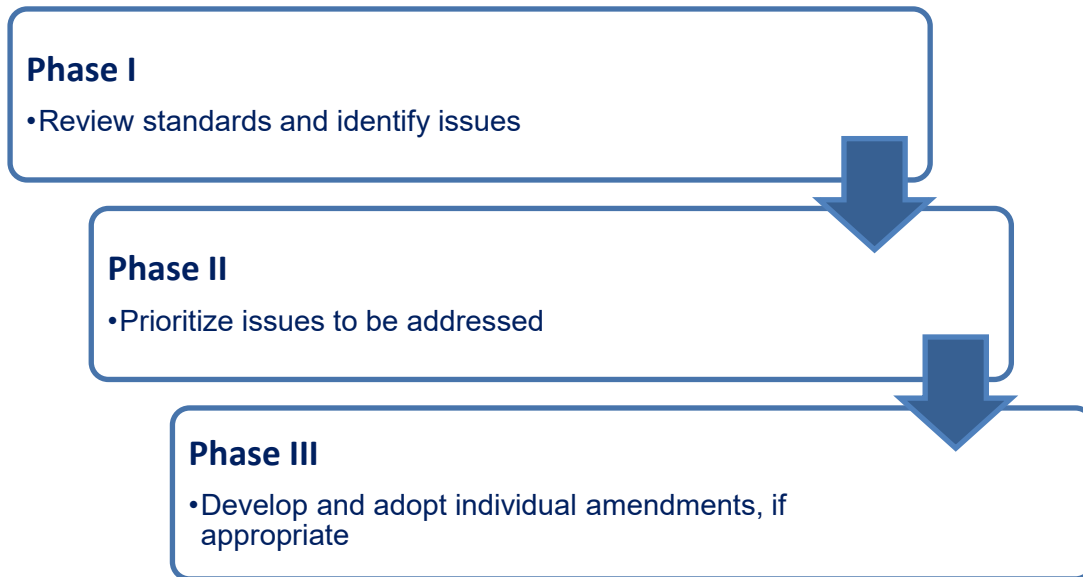 Phase I
•Review standards and identify issues
Phase II
•Prioritize issues to be addressed
Phase III
•Develop and adopt individual amendments, if
appropriate